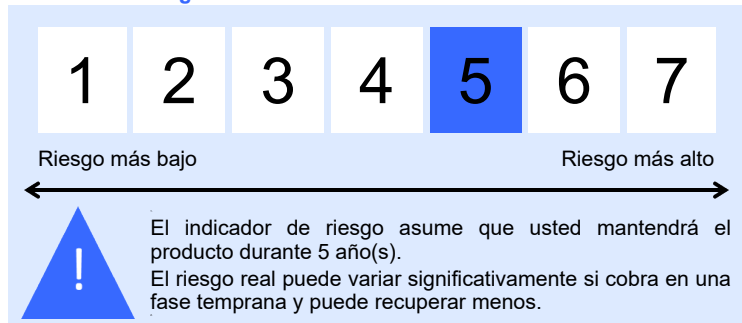 1 2 3 4 5 6 7
Riesgo más bajo Riesgo más alto
!
El indicador de riesgo asume que usted mantendrá el
producto durante 5 año(s).
El riesgo real puede variar significativamente si cobra en una
fase temprana y puede recuperar menos.